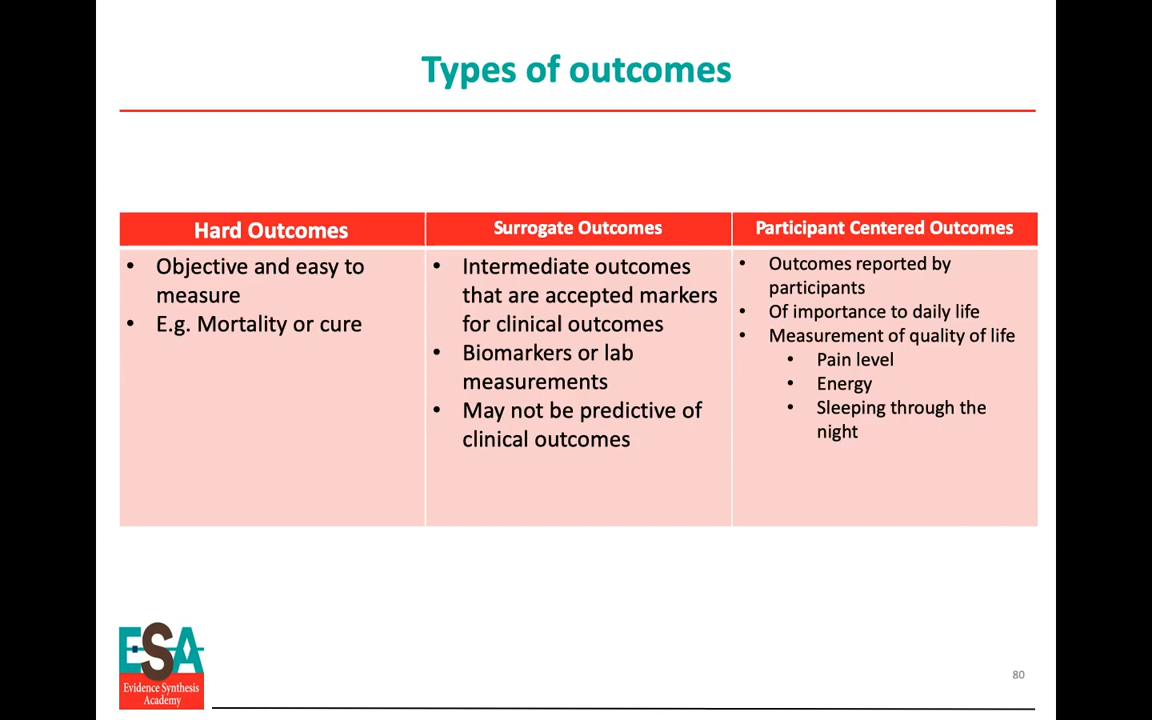 Types of outcomes
Hard Outcomes
• Objective and easy to
measure
• E.g. Mortality or cure
Surrogate Outcomes
• Intermediate outcomes
that are accepted markers
for clinical outcomes
• Biomarkers or lab
measurements
• May not be predictive of
clinical outcomes
Participant Centered Outcomes
• Outcomes reported by
participants
• Of importance to daily life
• Measurement of quality of life
• Pain level
• Energy
• Sleeping through the
night
ESA
Evidence Synthesis
Academy
80